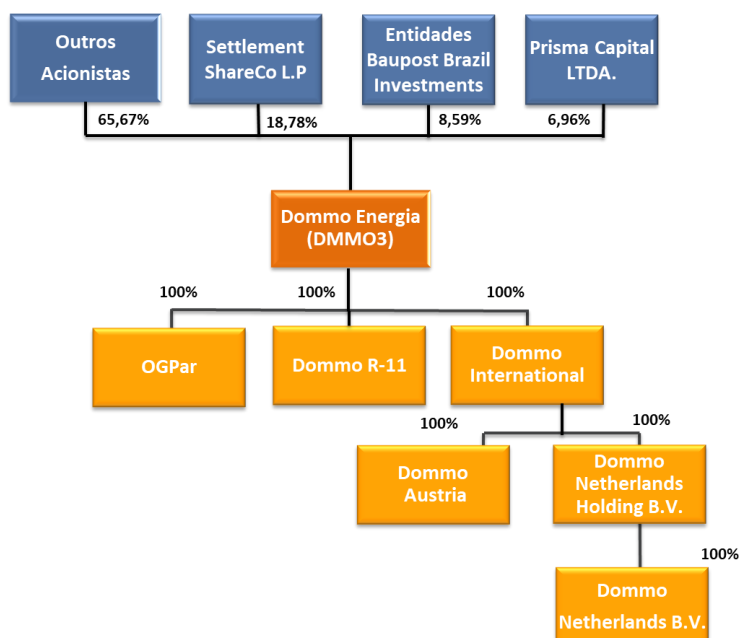 Outros
Acionistas
Settlement
ShareCo L.P
Entidades
Baupost Brazil
Investments
Prisma Capital
LTDA.
65,67%
18,78%
8,59%
6,96%
Dommo Energia
(DMMO3)
100%
100%
100%
OGPar
Dommo R-11
Dommo
International
100%
100%
Dommo
Austria
Dommo
Netherlands
Holding B.V.
100%
Dommo
Netherlands B.V.